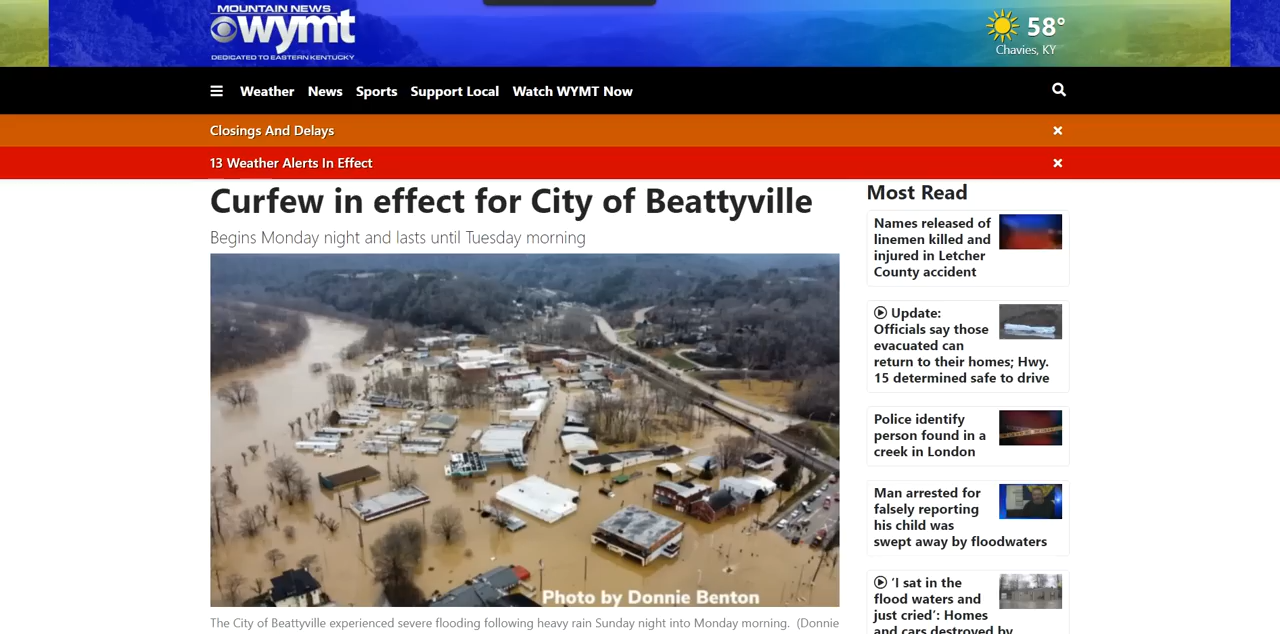 MOUNTAIN NEWS
wymt
DEDICATED TO EASTERN KENTUCKY
58°
Chavies, KY
Weather News Sports Support Local Watch WYMT Now
Closings And Delays
13 Weather Alerts In Effect
Curfew in effect for City of Beattyville
Begins Monday night and lasts until Tuesday morning
Photo by Donnie Benton
The City of Beattyville experienced severe flooding following heavy rain Sunday night into Monday morning. (Donnie
Most Read
Names released of
linemen killed and
injured in Letcher
County accident
Update:
Officials say those
evacuated can
return to their homes; Hwy.
15 determined safe to drive
Police identify
person found in a
creek in London
Man arrested for
falsely reporting
his child was
swept away by floodwaters
‘I sat in the
flood waters and
just cried’: Homes
and cars destroyed by